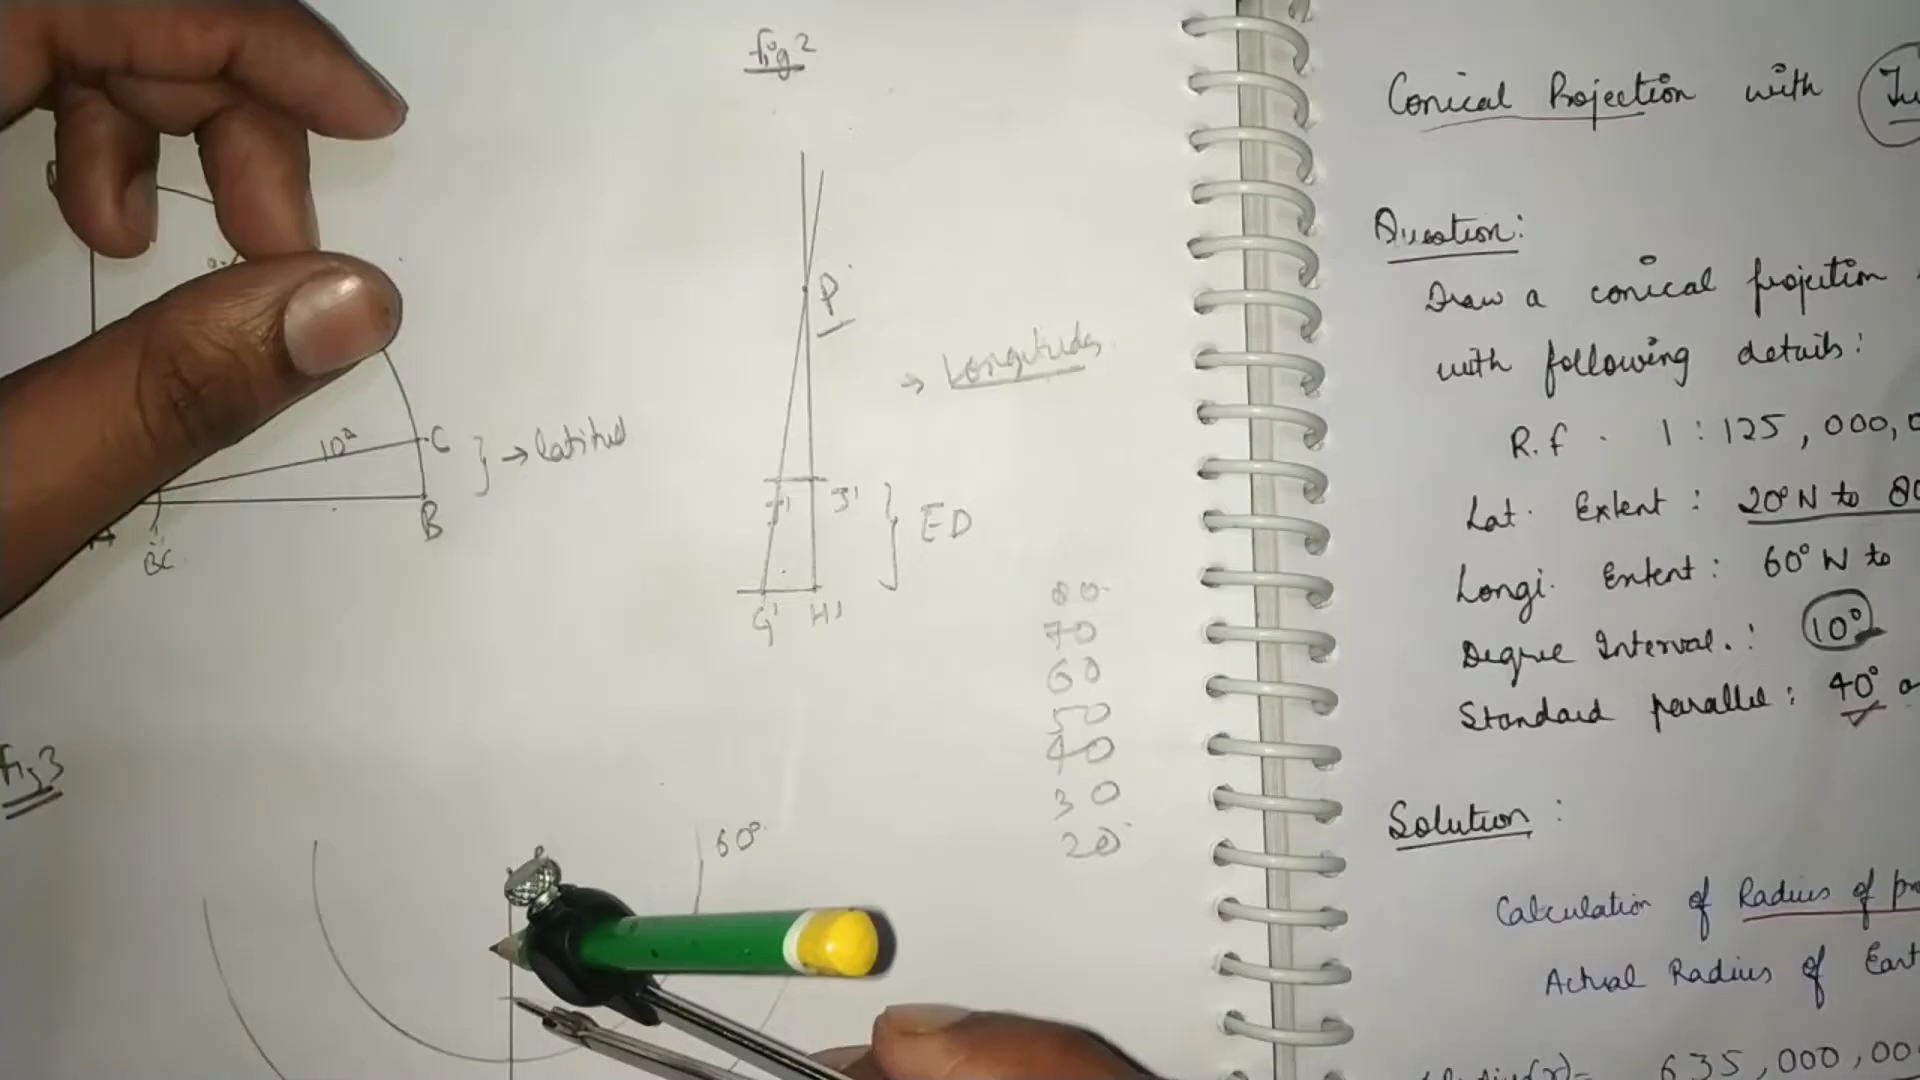 fig 2
P
→ Longitudes
10°
C
} → latitud
B
A
BC
J'
} ED
G' H'
80
70
60
50
40
30
20
fig 3
60°
Conical Projection with
Question:
Draw a conical projection
with following details:
R.f. 1 : 125, 000, 0
Lat. Extent : 20°N to 80
Longi. Extent : 60° W to
Degree Interval. : 10°
Standard parallel : 40°
Solution :
Calculation of Radius of
Actual Radius of Eart
635, 000, 00